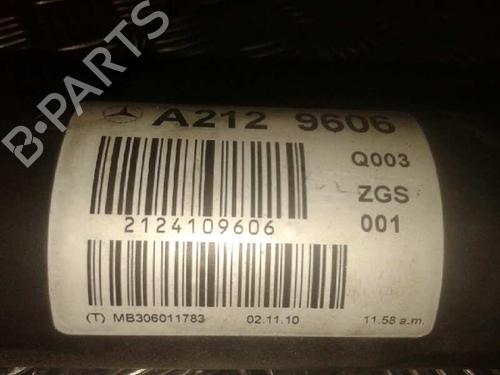 B-PARTS
A212 9606
Q003
ZGS
2124109606
001
(T) MB306011783 02.11.10 11.58 a.m.